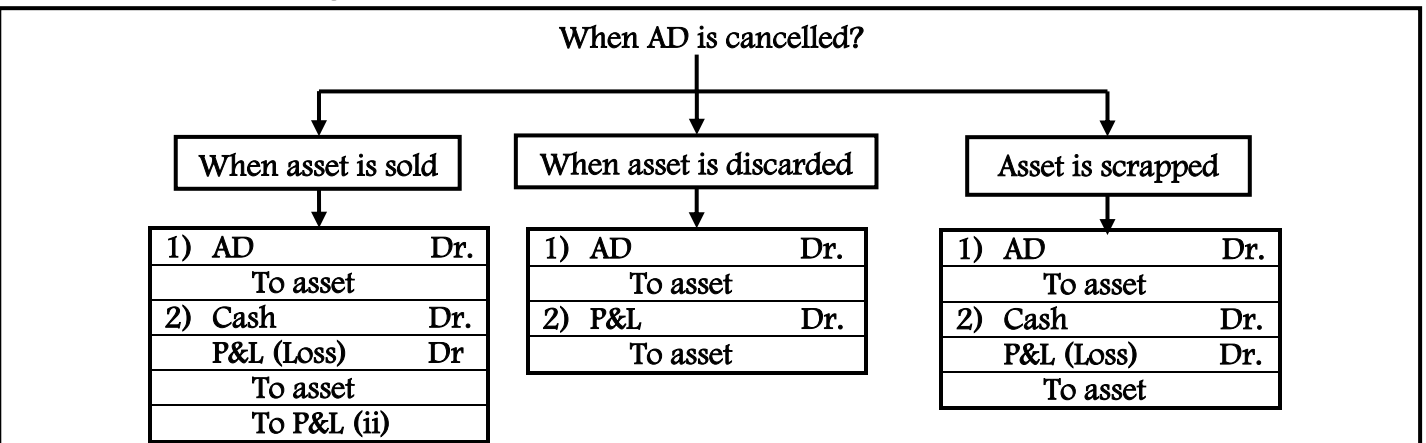 When AD is cancelled?
When asset is sold
When asset is discarded
Asset is scrapped
1) AD Dr.
To asset
2) Cash Dr.
P&L (Loss) Dr
To asset
To P&L (ii)
1) AD Dr.
To asset
2) P&L Dr.
To asset
1) AD Dr.
To asset
2) Cash Dr.
P&L (Loss) Dr.
To asset